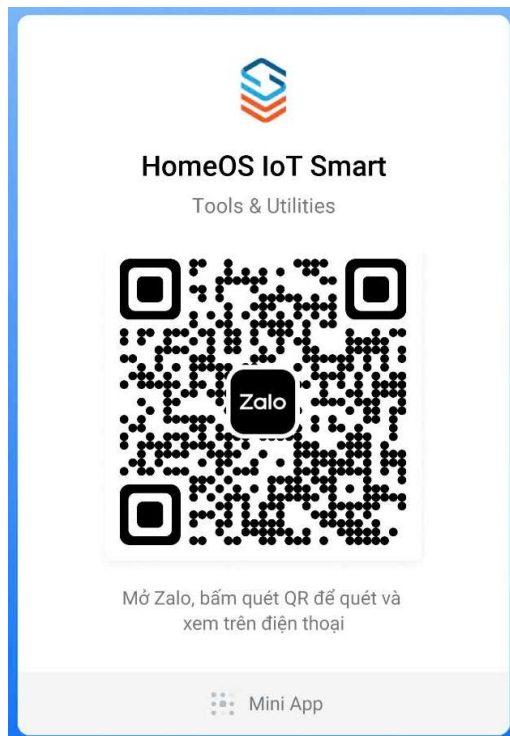 HomeOS IoT Smart
Tools & Utilities
Zalo
Mở Zalo, bấm quét QR để quét và
xem trên điện thoại
Mini App